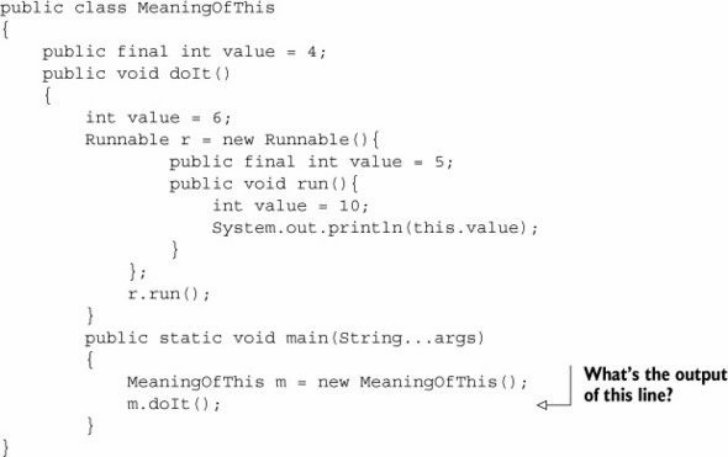 public class MeaningOfThis
{
    public final int value = 4;
    public void doIt()
    {
        int value = 6;
        Runnable r = new Runnable(){
                public final int value = 5;
                public void run(){
                    int value = 10;
                    System.out.println(this.value);
                }
            };
            r.run();
        }
        public static void main(String...args)
        {
            MeaningOfThis m = new MeaningOfThis();
            m.doIt();
        }
}
What's the output
of this line?